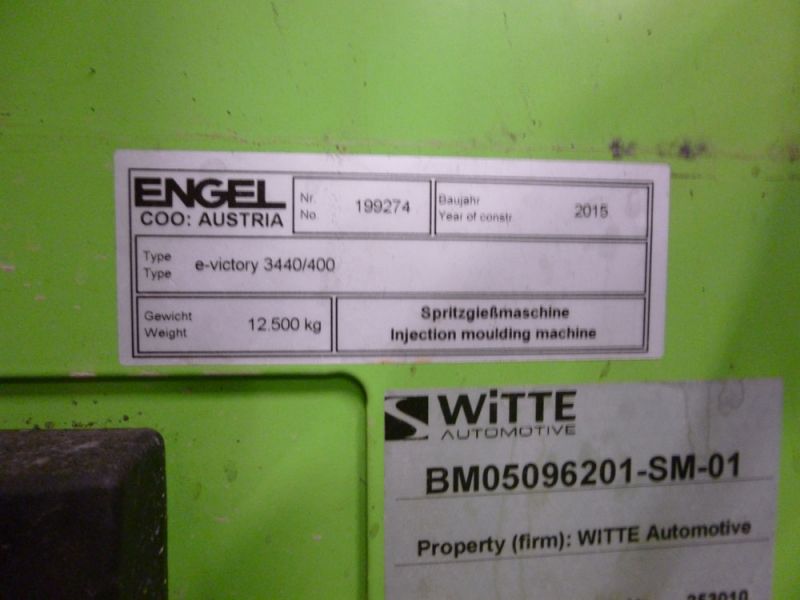 ENGEL
COO: AUSTRIA
Nr.
No. 199274
Baujahr
Year of constr. 2015
Type
Type e-victory 3440/400
Gewicht
Weight 12.500 kg
Spritzgießmaschine
Injection moulding machine
WiTTE
AUTOMOTIVE
BM05096201-SM-01
Property (firm): WITTE Automotive